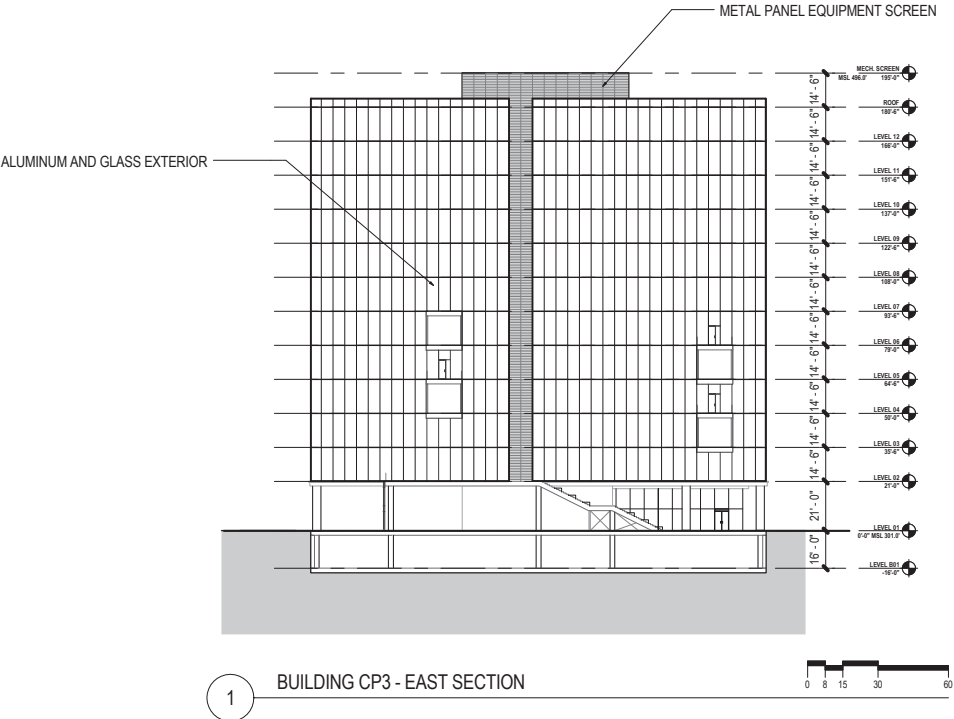 METAL PANEL EQUIPMENT SCREEN
MECH. SCREEN
MSL 496.0' 195'-0"
14' - 6"
ROOF
180'-6"
14' - 6"
LEVEL 12
166'-0"
ALUMINUM AND GLASS EXTERIOR
14' - 6"
LEVEL 11
151'-6"
14' - 6"
LEVEL 10
137'-0"
14' - 6"
LEVEL 09
122'-6"
14' - 6"
LEVEL 08
108'-0"
14' - 6"
LEVEL 07
93'-6"
14' - 6"
LEVEL 06
79'-0"
14' - 6"
LEVEL 05
64'-6"
14' - 6"
LEVEL 04
50'-0"
14' - 6"
LEVEL 03
35'-6"
14' - 6"
LEVEL 02
21'-0"
21' - 0"
LEVEL 01
0'-0" MSL 301.0'
16' - 0"
LEVEL B01
-16'-0"
1
BUILDING CP3 - EAST SECTION
0 8 15 30 60